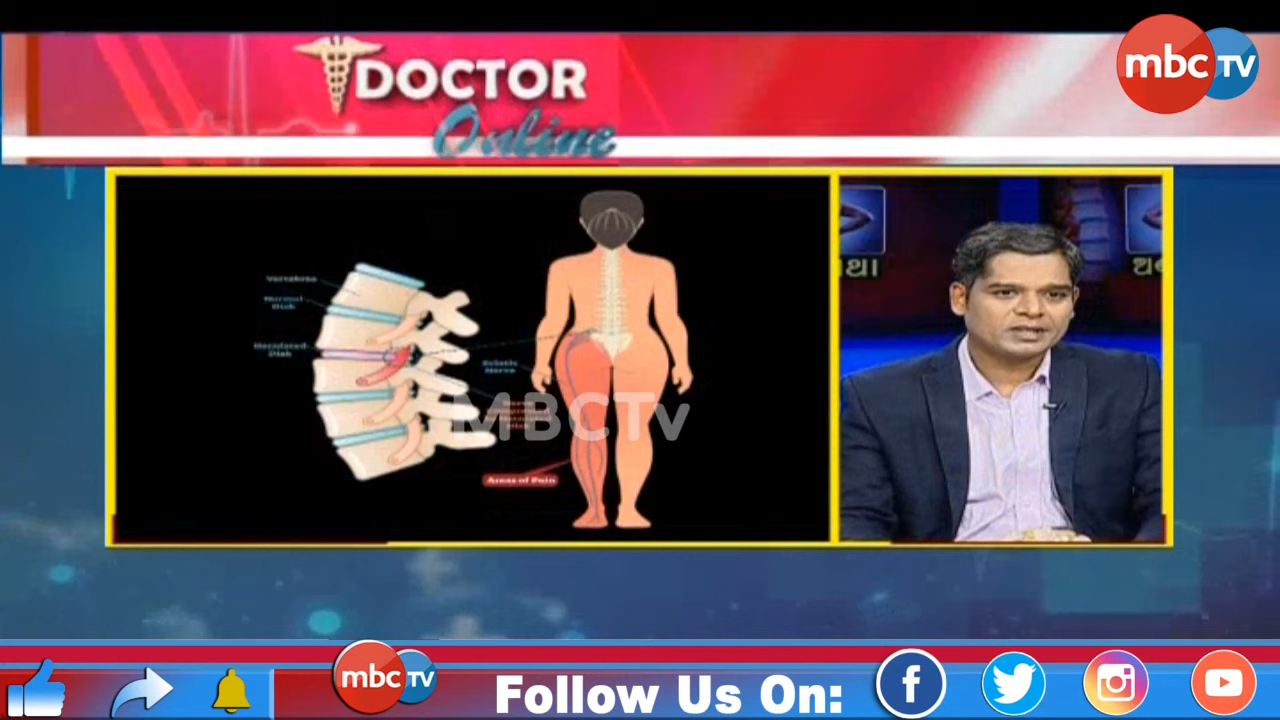 DOCTOR
Online
mbc TV
Vertebrae
Normal
Disk
Herniated
Disk
Sciatic
Nerve
Areas of Pain
MBCTv
mbc TV
Follow Us On: